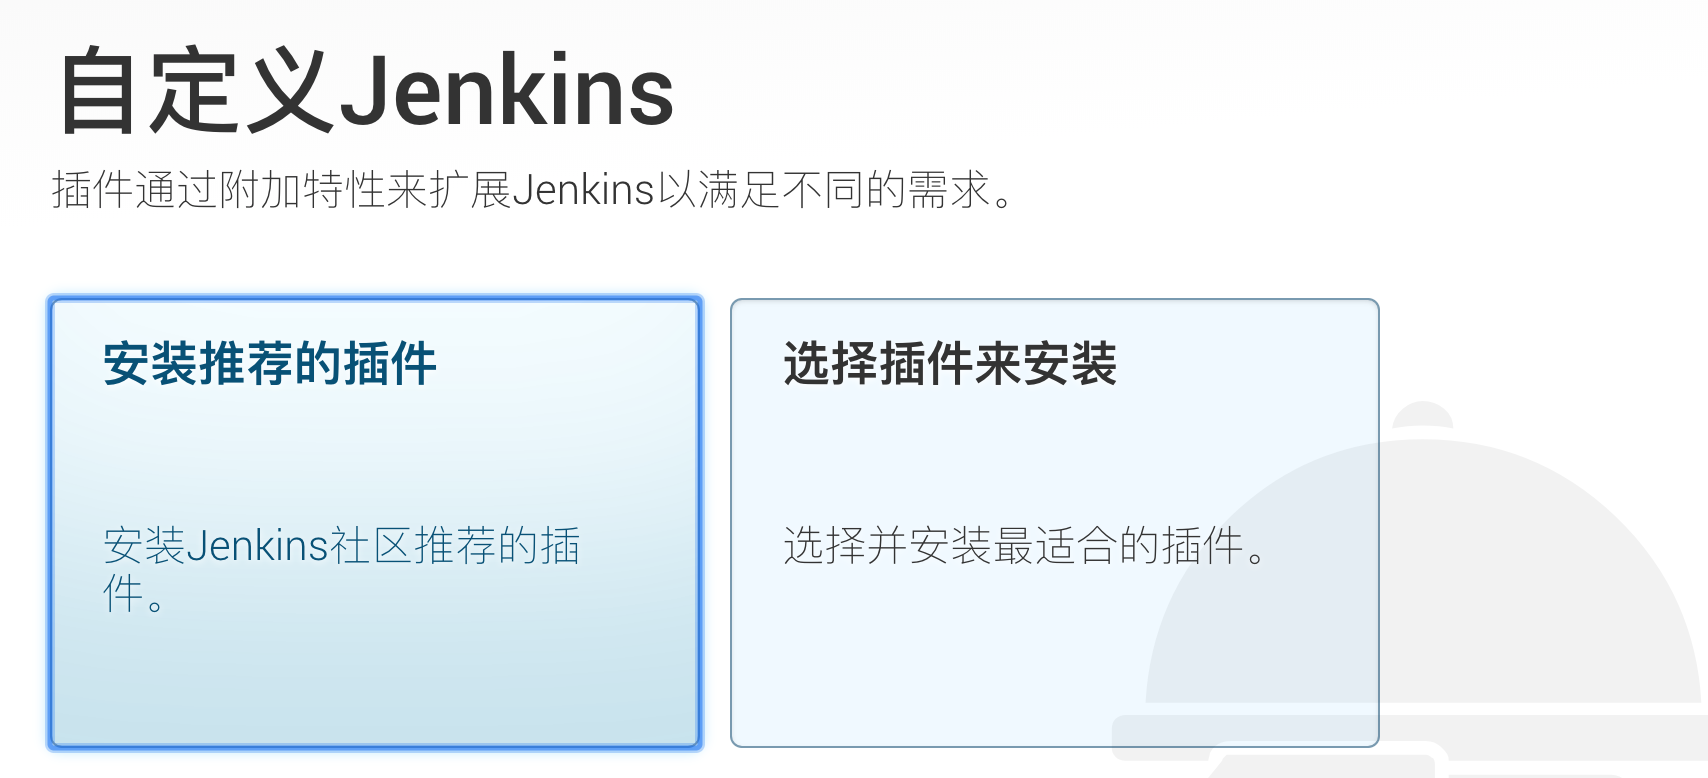 自定义Jenkins
插件通过附加特性来扩展Jenkins以满足不同的需求。
安装推荐的插件
安装Jenkins社区推荐的插
件。
选择插件来安装
选择并安装最适合的插件。